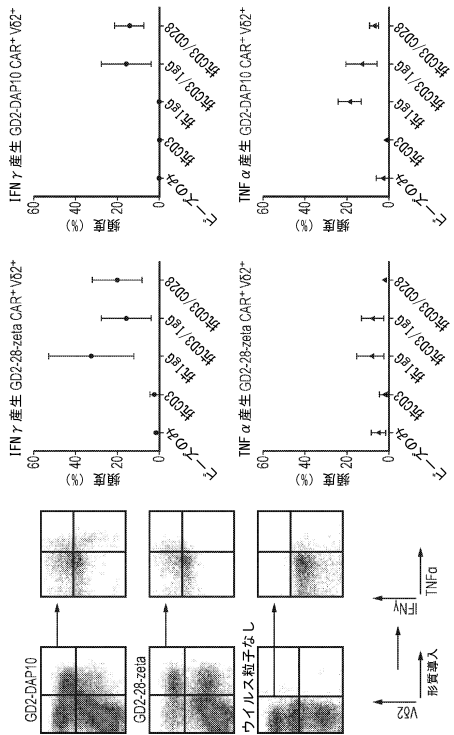 GD2-DAP10
GD2-28-zeta
ウイルス粒子なし
Vδ2
形質導入
IFNγ
TNFα
IFNγ産生 GD2-28-zeta CAR⁺ Vδ2⁺
頻度 (%)
60
40
20
0
ビーズのみ
抗CD3
抗IgG
抗CD3/IgG
抗CD3/CD28
IFNγ産生 GD2-DAP10 CAR⁺ Vδ2⁺
頻度 (%)
60
40
20
0
ビーズのみ
抗CD3
抗IgG
抗CD3/IgG
抗CD3/CD28
TNFα産生 GD2-28-zeta CAR⁺ Vδ2⁺
頻度 (%)
60
40
20
0
ビーズのみ
抗CD3
抗IgG
抗CD3/IgG
抗CD3/CD28
TNFα産生 GD2-DAP10 CAR⁺ Vδ2⁺
頻度 (%)
60
40
20
0
ビーズのみ
抗CD3
抗IgG
抗CD3/IgG
抗CD3/CD28